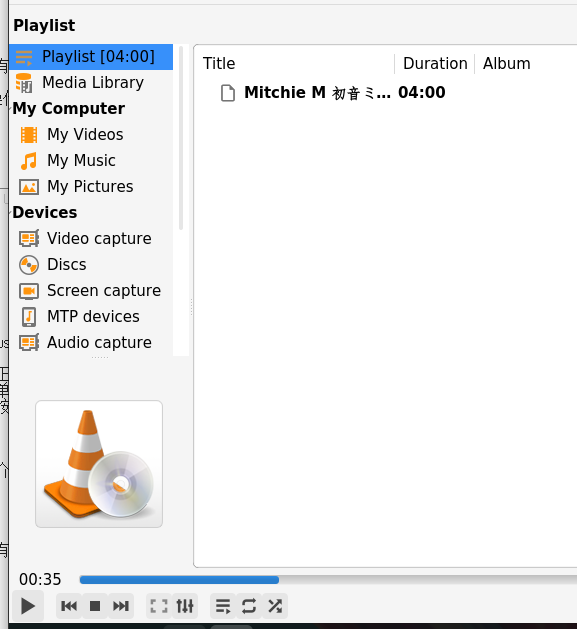 Playlist
Playlist [04:00]
Media Library
My Computer
My Videos
My Music
My Pictures
Devices
Video capture
Discs
Screen capture
MTP devices
Audio capture
Title Duration Album
Mitchie M 初音ミ... 04:00
00:35